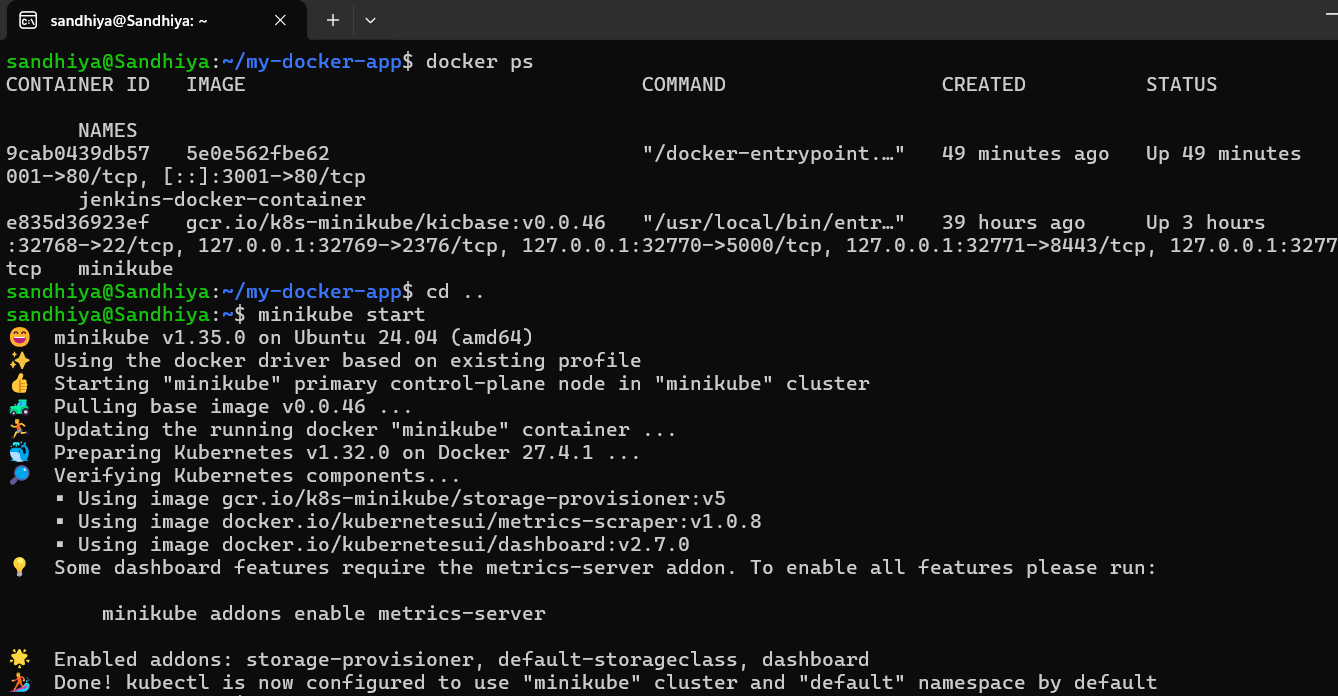 sandhiya@Sandhiya: ~
sandhiya@Sandhiya:~/my-docker-app$ docker ps
CONTAINER ID   IMAGE                                 COMMAND                  CREATED          STATUS
      NAMES
9cab0439db57   5e0e562fbe62                          "/docker-entrypoint.…"   49 minutes ago   Up 49 minutes
001->80/tcp, [::]:3001->80/tcp
      jenkins-docker-container
e835d36923ef   gcr.io/k8s-minikube/kicbase:v0.0.46   "/usr/local/bin/entr…"   39 hours ago     Up 3 hours
:32768->22/tcp, 127.0.0.1:32769->2376/tcp, 127.0.0.1:32770->5000/tcp, 127.0.0.1:32771->8443/tcp, 127.0.0.1:3277
tcp   minikube
sandhiya@Sandhiya:~/my-docker-app$ cd ..
sandhiya@Sandhiya:~$ minikube start
😄  minikube v1.35.0 on Ubuntu 24.04 (amd64)
✨  Using the docker driver based on existing profile
👍  Starting "minikube" primary control-plane node in "minikube" cluster
🚜  Pulling base image v0.0.46 ...
🏃  Updating the running docker "minikube" container ...
🐳  Preparing Kubernetes v1.32.0 on Docker 27.4.1 ...
🔎  Verifying Kubernetes components...
    ▪ Using image gcr.io/k8s-minikube/storage-provisioner:v5
    ▪ Using image docker.io/kubernetesui/metrics-scraper:v1.0.8
    ▪ Using image docker.io/kubernetesui/dashboard:v2.7.0
💡  Some dashboard features require the metrics-server addon. To enable all features please run:
        minikube addons enable metrics-server
🌟  Enabled addons: storage-provisioner, default-storageclass, dashboard
🏄  Done! kubectl is now configured to use "minikube" cluster and "default" namespace by default